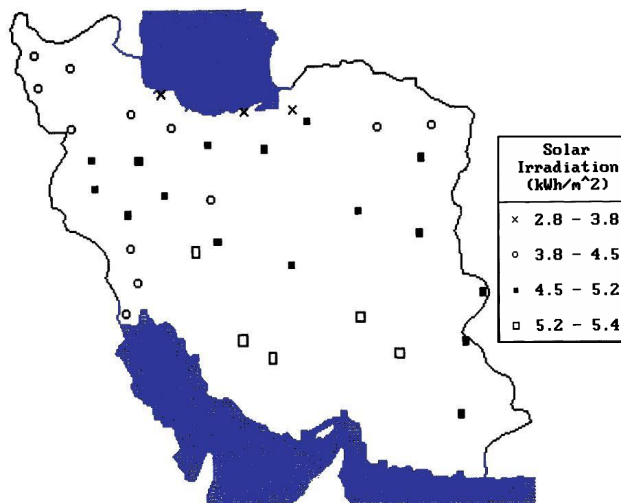 Solar
Irradiation
(kWh/m^2)
× 2.8 - 3.8
○ 3.8 - 4.5
▪ 4.5 - 5.2
□ 5.2 - 5.4